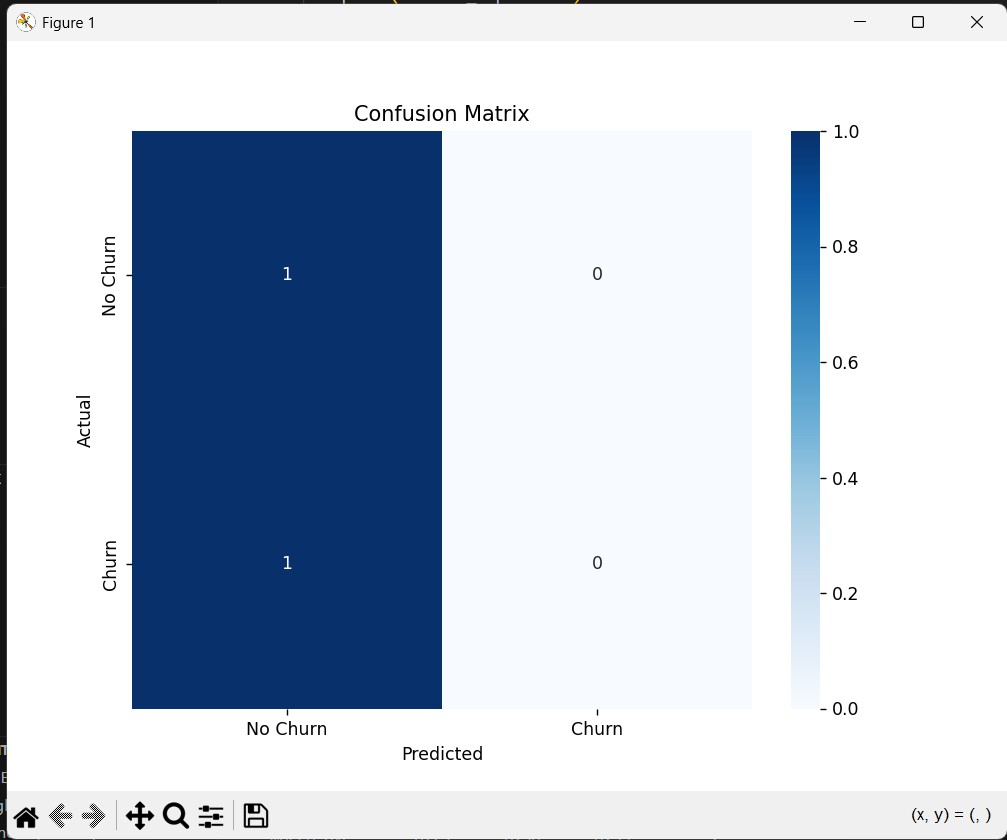 Figure 1
Confusion Matrix
1.0
0.8
0.6
0.4
0.2
0.0
Actual
No Churn
Churn
1
0
1
0
No Churn
Churn
Predicted
(x, y) = (, )